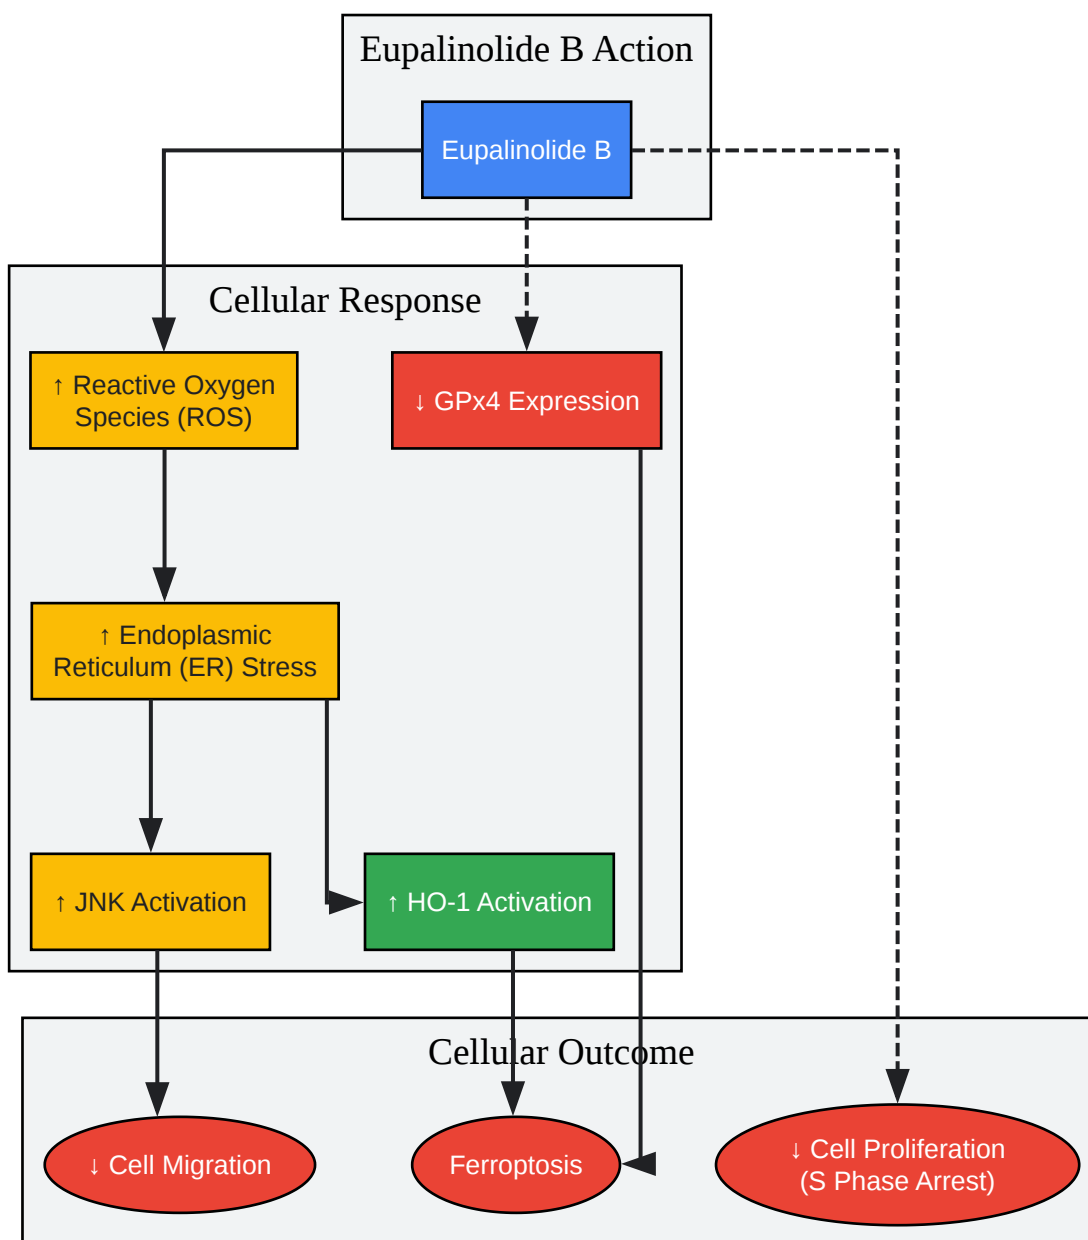 Eupalinolide B Action
Eupalinolide B
Cellular Response
↑ Reactive Oxygen
Species (ROS)
↓ GPx4 Expression
↑ Endoplasmic
Reticulum (ER) Stress
↑ JNK Activation
↑ HO-1 Activation
Cellular Outcome
↓ Cell Migration
Ferroptosis
↓ Cell Proliferation
(S Phase Arrest)